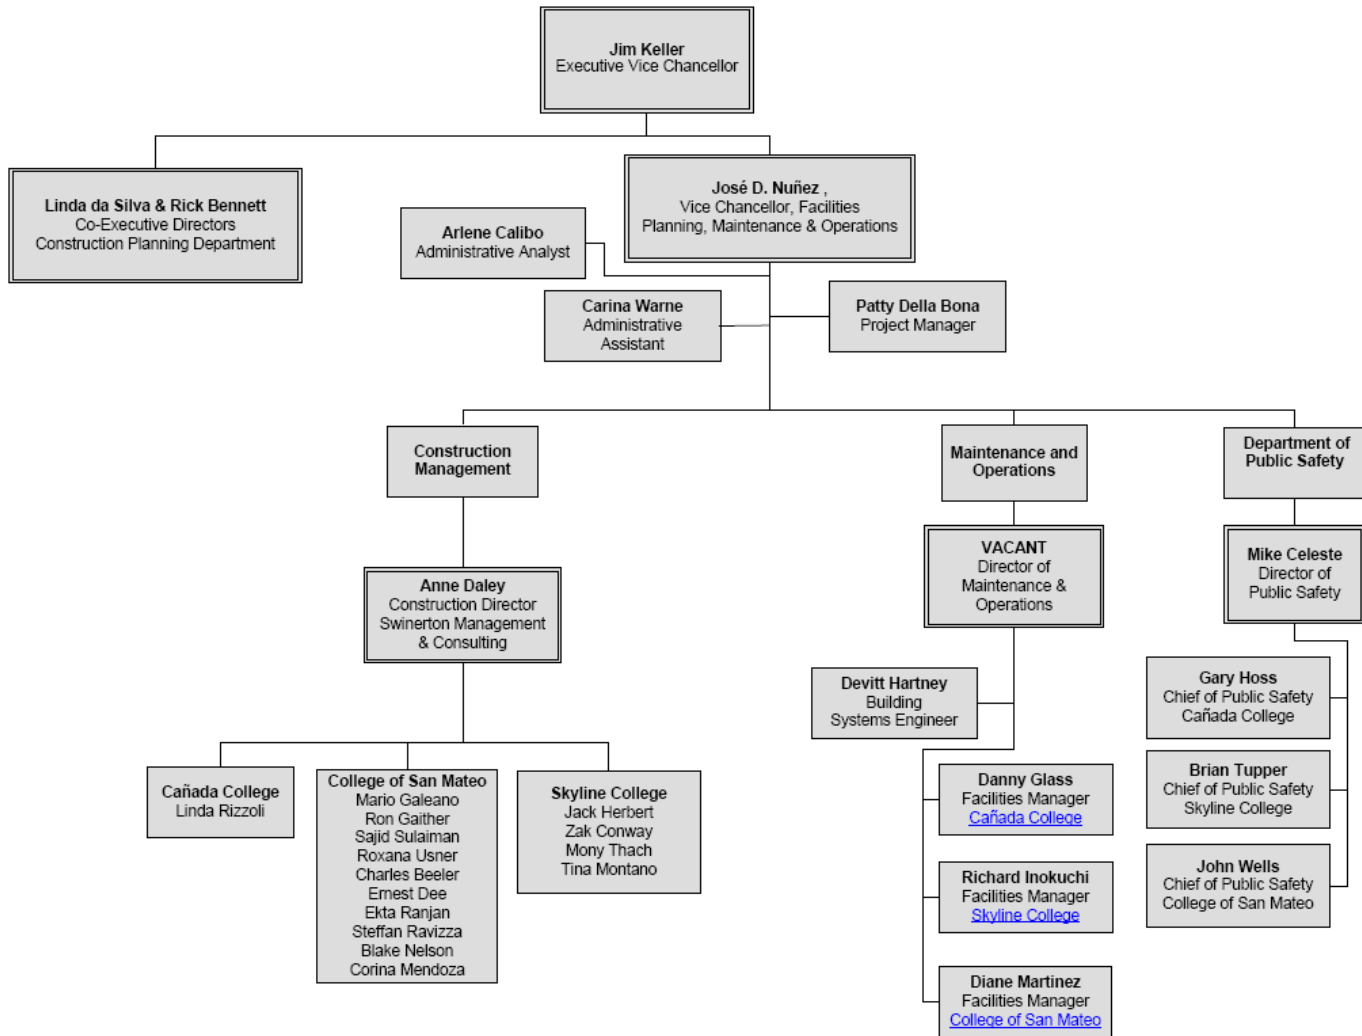 Jim Keller
Executive Vice Chancellor
Linda da Silva & Rick Bennett
Co-Executive Directors
Construction Planning Department
José D. Nuñez ,
Vice Chancellor, Facilities
Planning, Maintenance & Operations
Arlene Calibo
Administrative Analyst
Carina Warne
Administrative
Assistant
Patty Della Bona
Project Manager
Construction
Management
Maintenance and
Operations
Department of
Public Safety
Anne Daley
Construction Director
Swinerton Management
& Consulting
VACANT
Director of
Maintenance &
Operations
Mike Celeste
Director of
Public Safety
Devitt Hartney
Building
Systems Engineer
Gary Hoss
Chief of Public Safety
Cañada College
Brian Tupper
Chief of Public Safety
Skyline College
John Wells
Chief of Public Safety
College of San Mateo
Cañada College
Linda Rizzoli
College of San Mateo
Mario Galeano
Ron Gaither
Sajid Sulaiman
Roxana Usner
Charles Beeler
Ernest Dee
Ekta Ranjan
Steffan Ravizza
Blake Nelson
Corina Mendoza
Skyline College
Jack Herbert
Zak Conway
Mony Thach
Tina Montano
Danny Glass
Facilities Manager
Cañada College
Richard Inokuchi
Facilities Manager
Skyline College
Diane Martinez
Facilities Manager
College of San Mateo